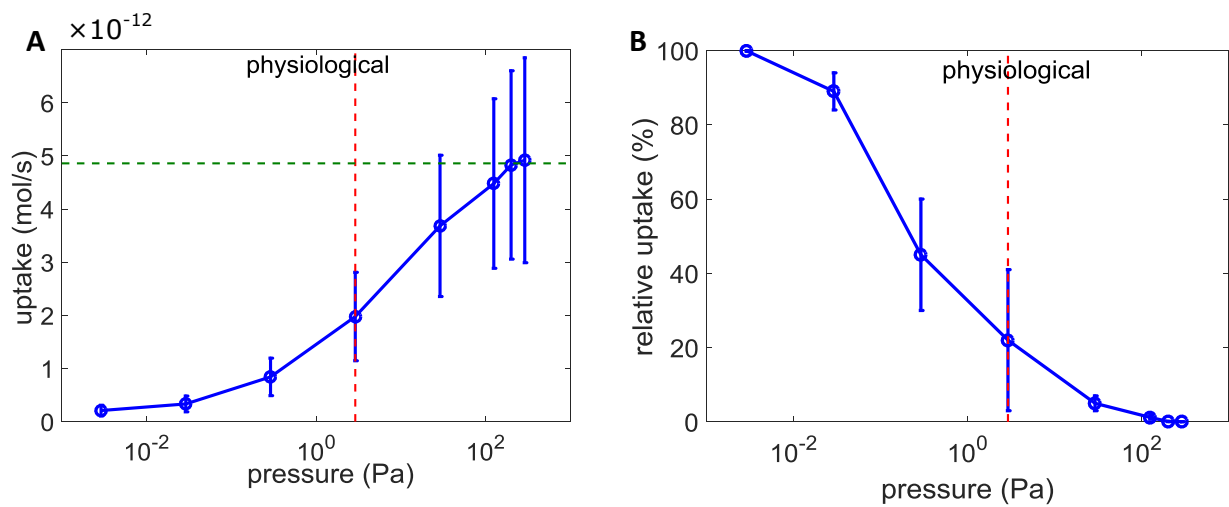 A
×10^-12
physiological
6
5
4
3
2
1
0
uptake (mol/s)
10^-2
10^0
10^2
pressure (Pa)
B
physiological
100
80
60
40
20
0
relative uptake (%)
10^-2
10^0
10^2
pressure (Pa)